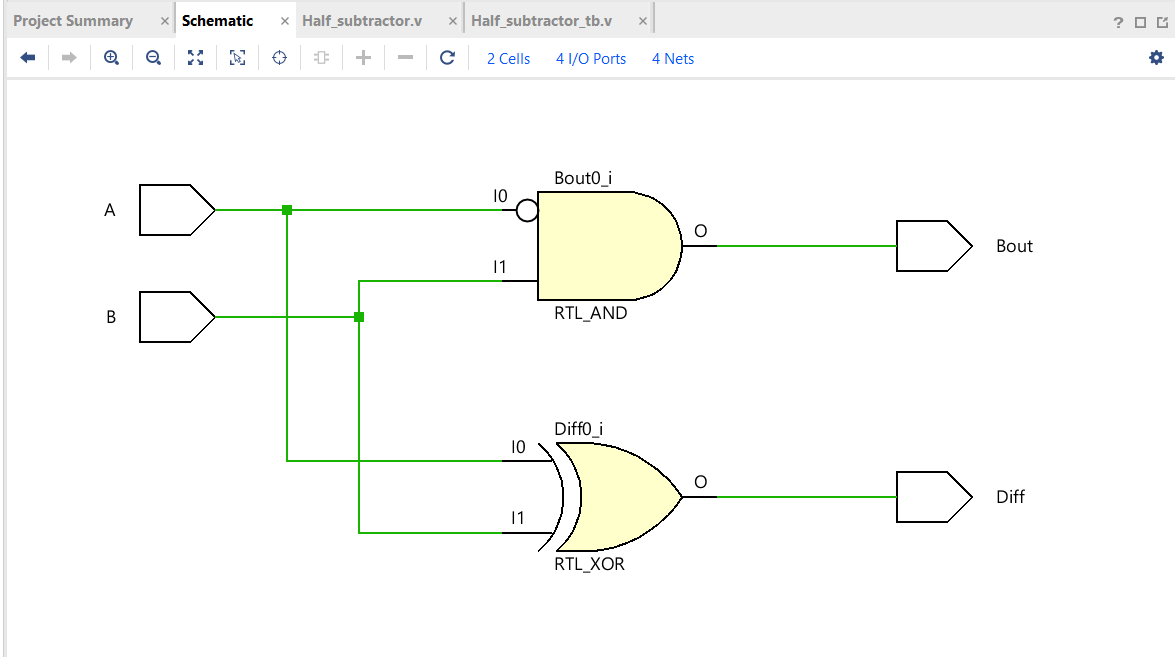 Project Summary × Schematic × Half_subtractor.v × Half_subtractor_tb.v × ?
2 Cells 4 I/O Ports 4 Nets
Bout0_i
A I0
O
Bout
I1
B RTL_AND
Diff0_i
I0
O
Diff
I1
RTL_XOR